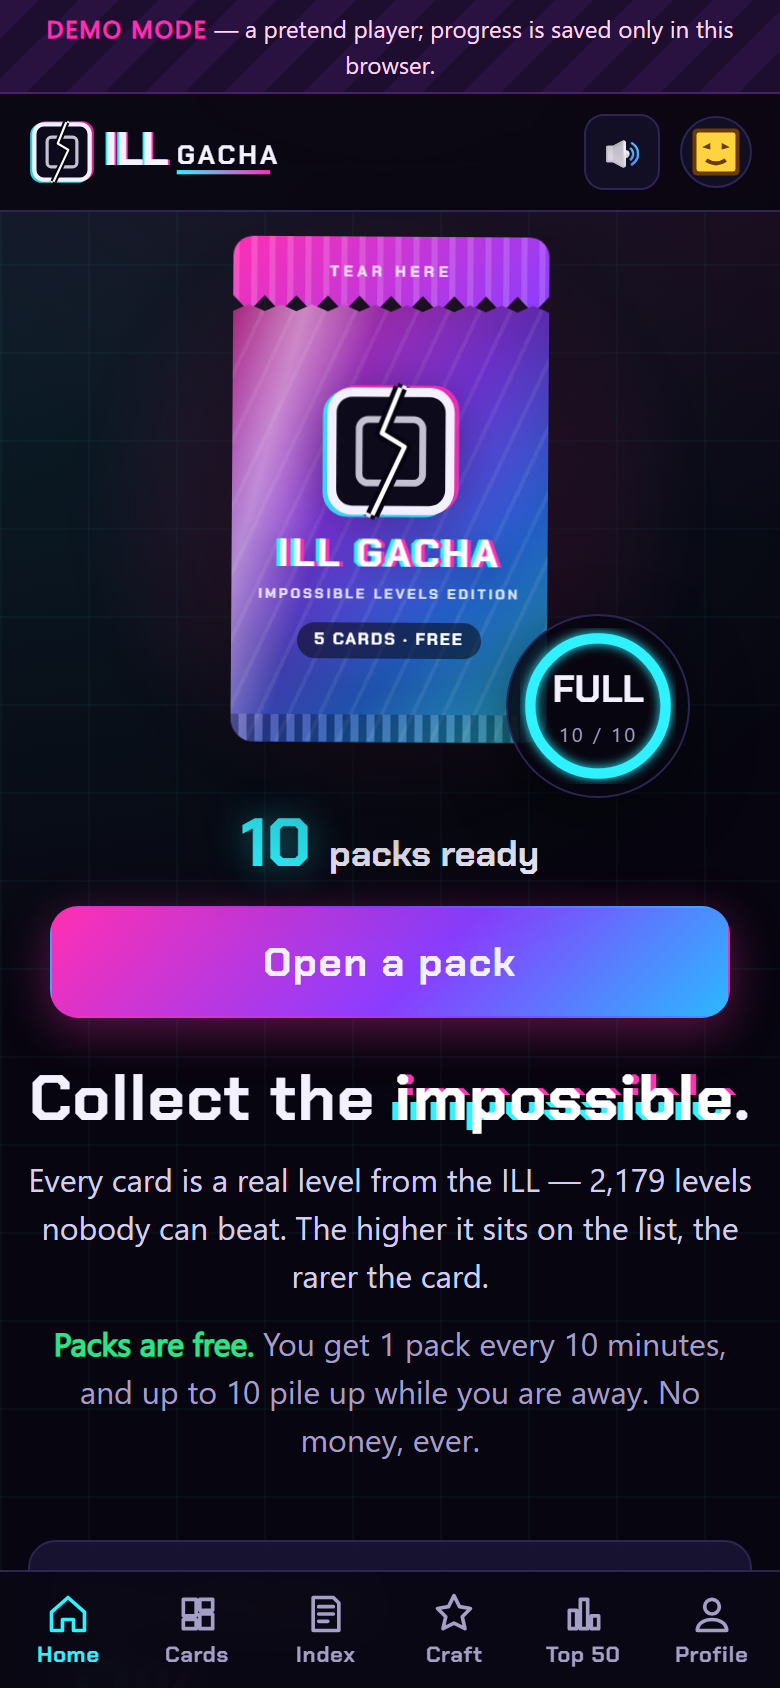 DEMO MODE — a pretend player; progress is saved only in this
browser.
ILL GACHA
TEAR HERE
ILL GACHA
IMPOSSIBLE LEVELS EDITION
5 CARDS · FREE
FULL
10 / 10
10 packs ready
Open a pack
Collect the impossible.
Every card is a real level from the ILL — 2,179 levels
nobody can beat. The higher it sits on the list, the
rarer the card.
Packs are free. You get 1 pack every 10 minutes,
and up to 10 pile up while you are away. No
money, ever.
Home Cards Index Craft Top 50 Profile